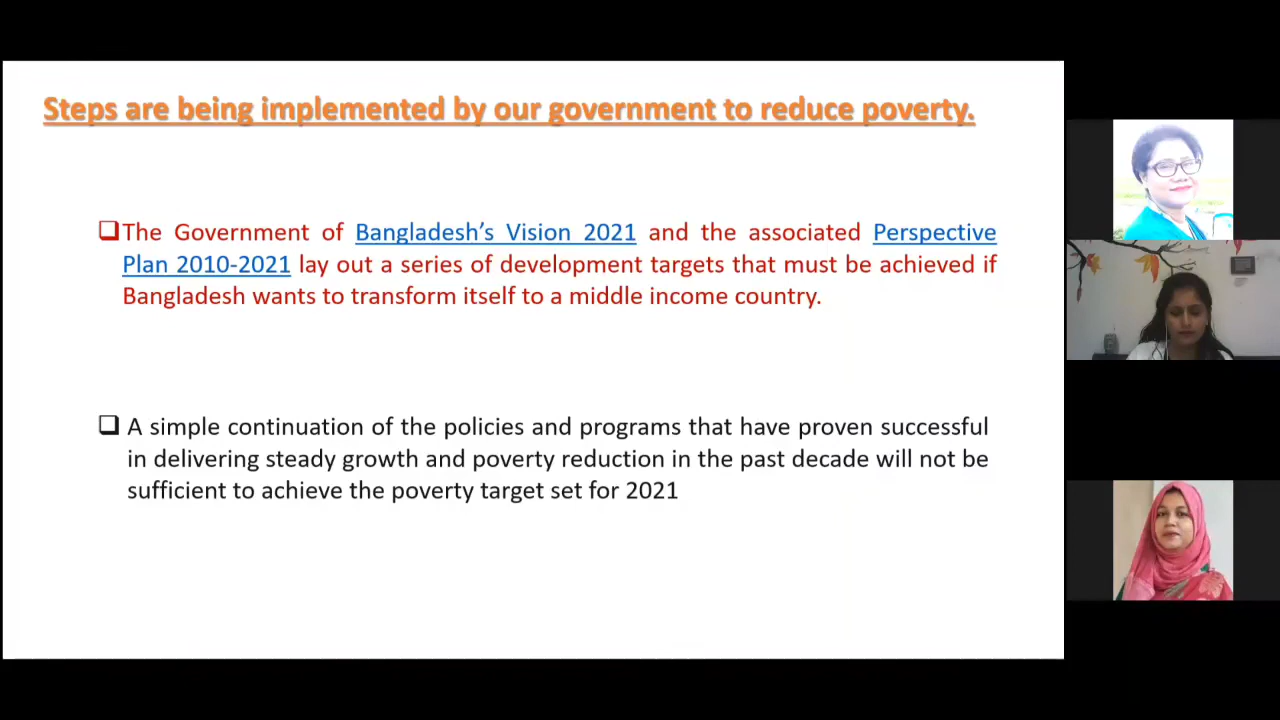 Steps are being implemented by our government to reduce poverty.
❑The Government of Bangladesh's Vision 2021 and the associated Perspective
Plan 2010-2021 lay out a series of development targets that must be achieved if
Bangladesh wants to transform itself to a middle income country.
❑ A simple continuation of the policies and programs that have proven successful
in delivering steady growth and poverty reduction in the past decade will not be
sufficient to achieve the poverty target set for 2021